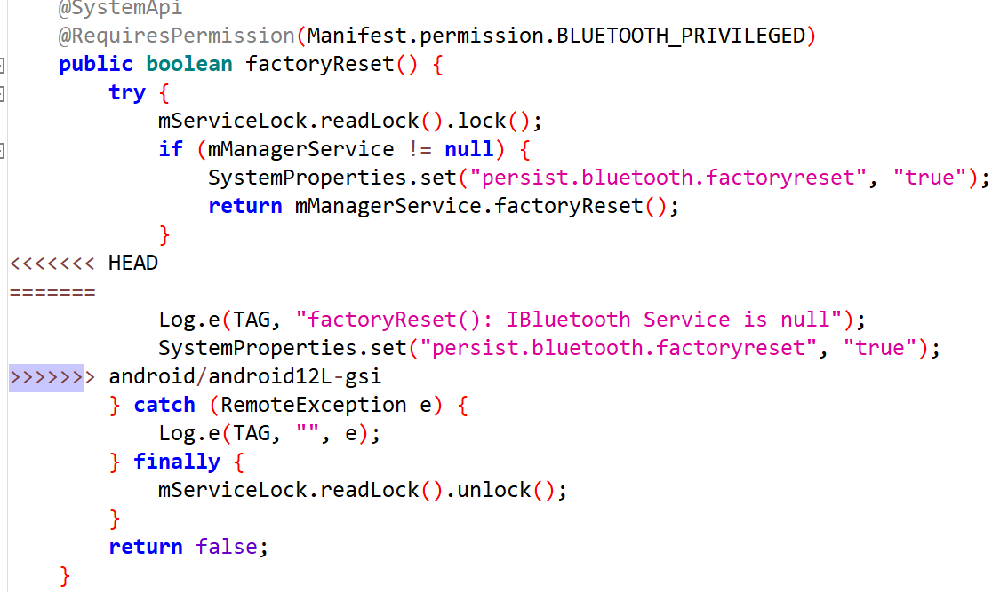 @SystemApi
@RequiresPermission(Manifest.permission.BLUETOOTH_PRIVILEGED)
public boolean factoryReset() {
try {
mServiceLock.readLock().lock();
if (mManagerService != null) {
SystemProperties.set("persist.bluetooth.factoryreset", "true");
return mManagerService.factoryReset();
}
<<<<<<< HEAD
=======
Log.e(TAG, "factoryReset(): IBluetooth Service is null");
SystemProperties.set("persist.bluetooth.factoryreset", "true");
>>>>>>> android/android12L-gsi
} catch (RemoteException e) {
Log.e(TAG, "", e);
} finally {
mServiceLock.readLock().unlock();
}
return false;
}